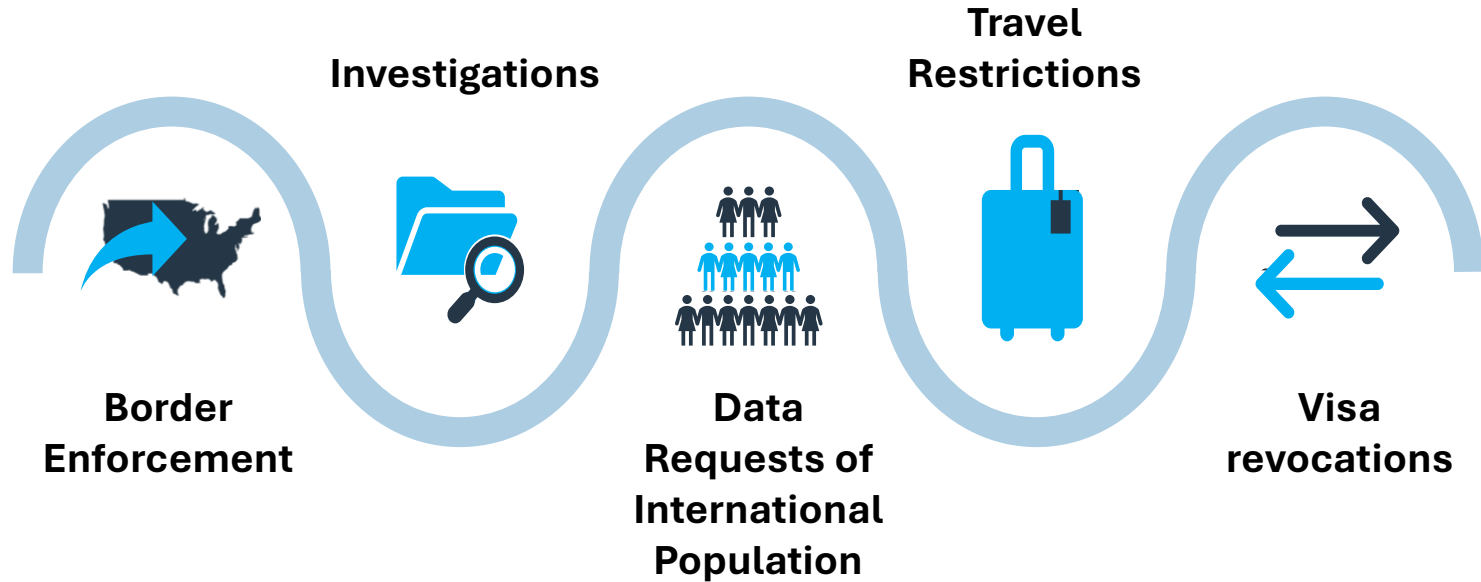 Border
Enforcement
Investigations
Data
Requests of
International
Population
Travel
Restrictions
Visa
revocations